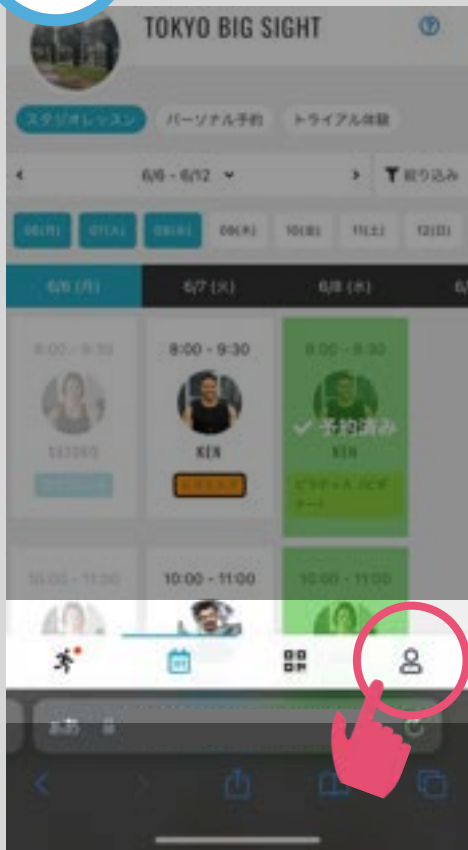 TOKYO BIG SIGHT
スタジオレッスン パーソナル予約 トライアル体験
6/6 - 6/12 絞り込み
06(月) 07(火) 08(水) 09(木) 10(金) 11(土) 12(日)
6/6 (月) 6/7 (火) 6/8 (水) 6/
8:00 - 9:30 8:00 - 9:30 8:00 - 9:30
予約済み
KEN KEN
10:00 - 11:00 10:00 - 11:00 10:00 - 11:00
ああ